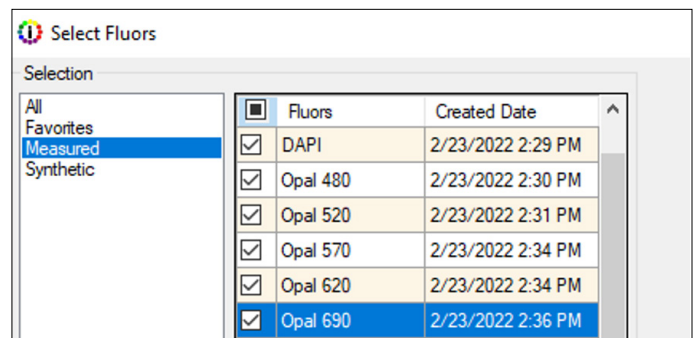 Select Fluors
Selection
All
Favorites
Measured
Synthetic
Fluors Created Date
DAPI 2/23/2022 2:29 PM
Opal 480 2/23/2022 2:30 PM
Opal 520 2/23/2022 2:31 PM
Opal 570 2/23/2022 2:34 PM
Opal 620 2/23/2022 2:34 PM
Opal 690 2/23/2022 2:36 PM